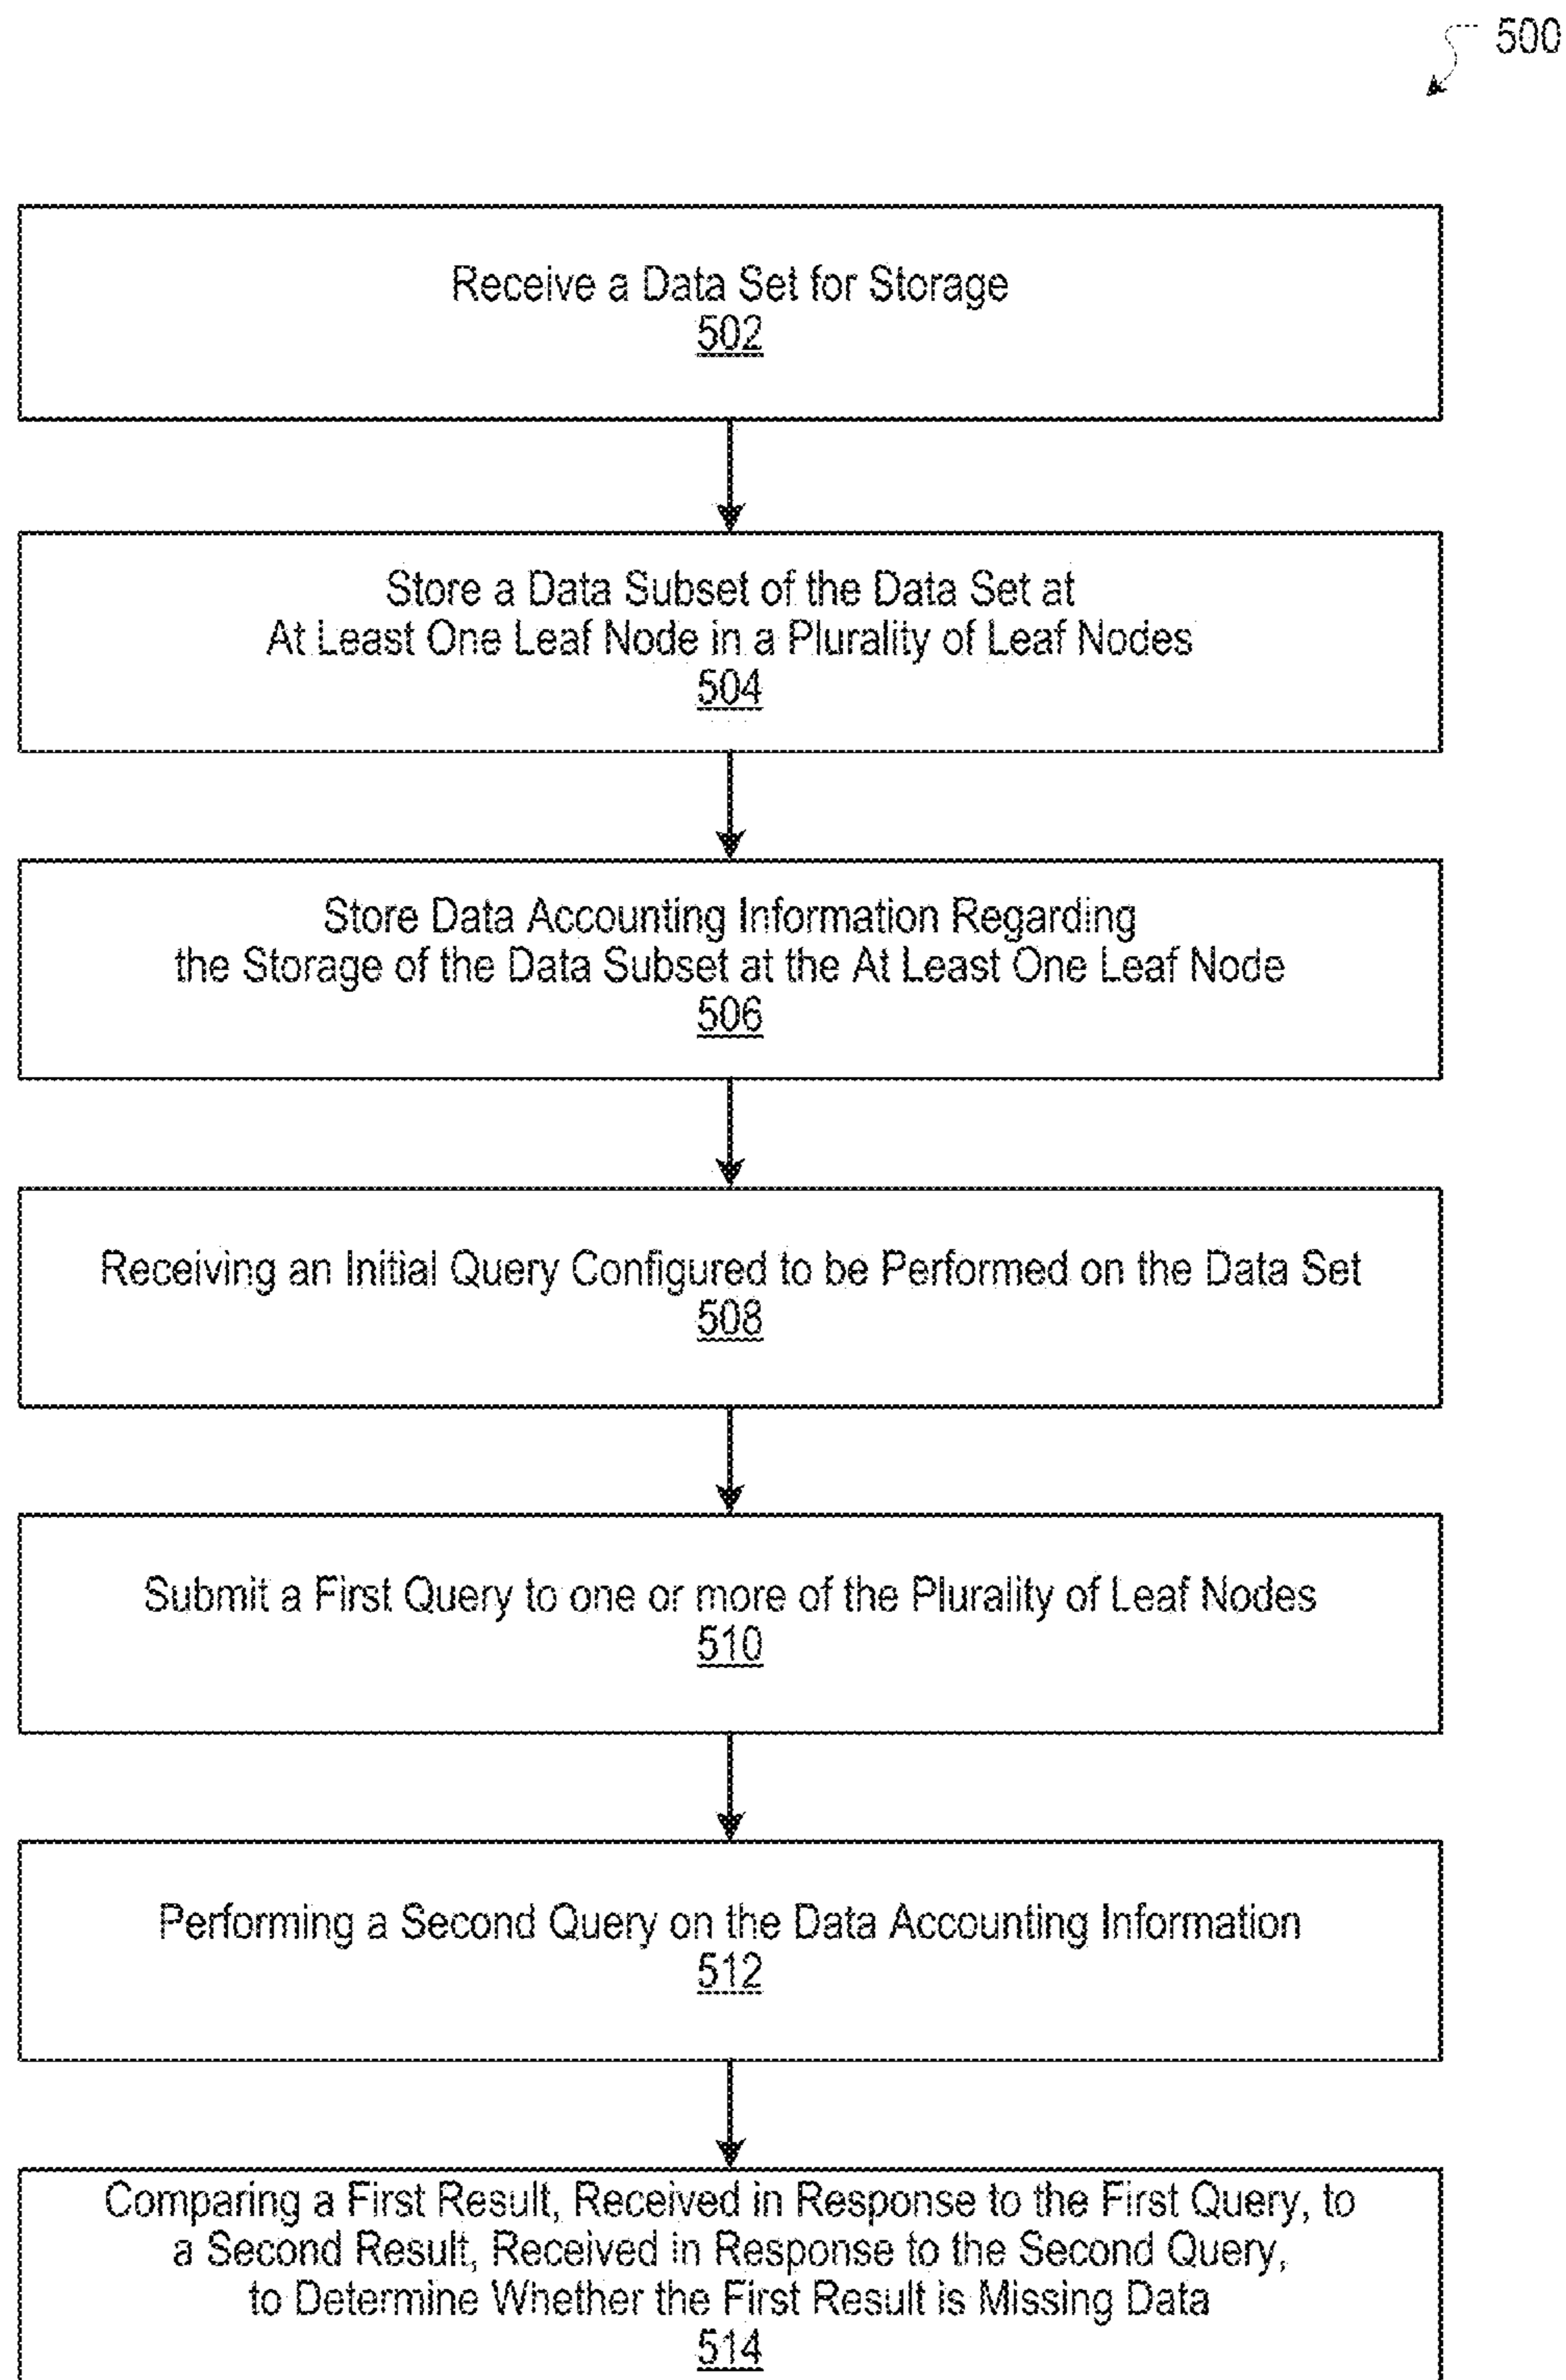 500
Receive a Data Set for Storage
502
Store a Data Subset of the Data Set at
At Least One Leaf Node in a Plurality of Leaf Nodes
504
Store Data Accounting Information Regarding
the Storage of the Data Subset at the At Least One Leaf Node
506
Receiving an Initial Query Configured to be Performed on the Data Set
508
Submit a First Query to one or more of the Plurality of Leaf Nodes
510
Performing a Second Query on the Data Accounting Information
512
Comparing a First Result, Received in Response to the First Query, to
a Second Result, Received in Response to the Second Query,
to Determine Whether the First Result is Missing Data
514